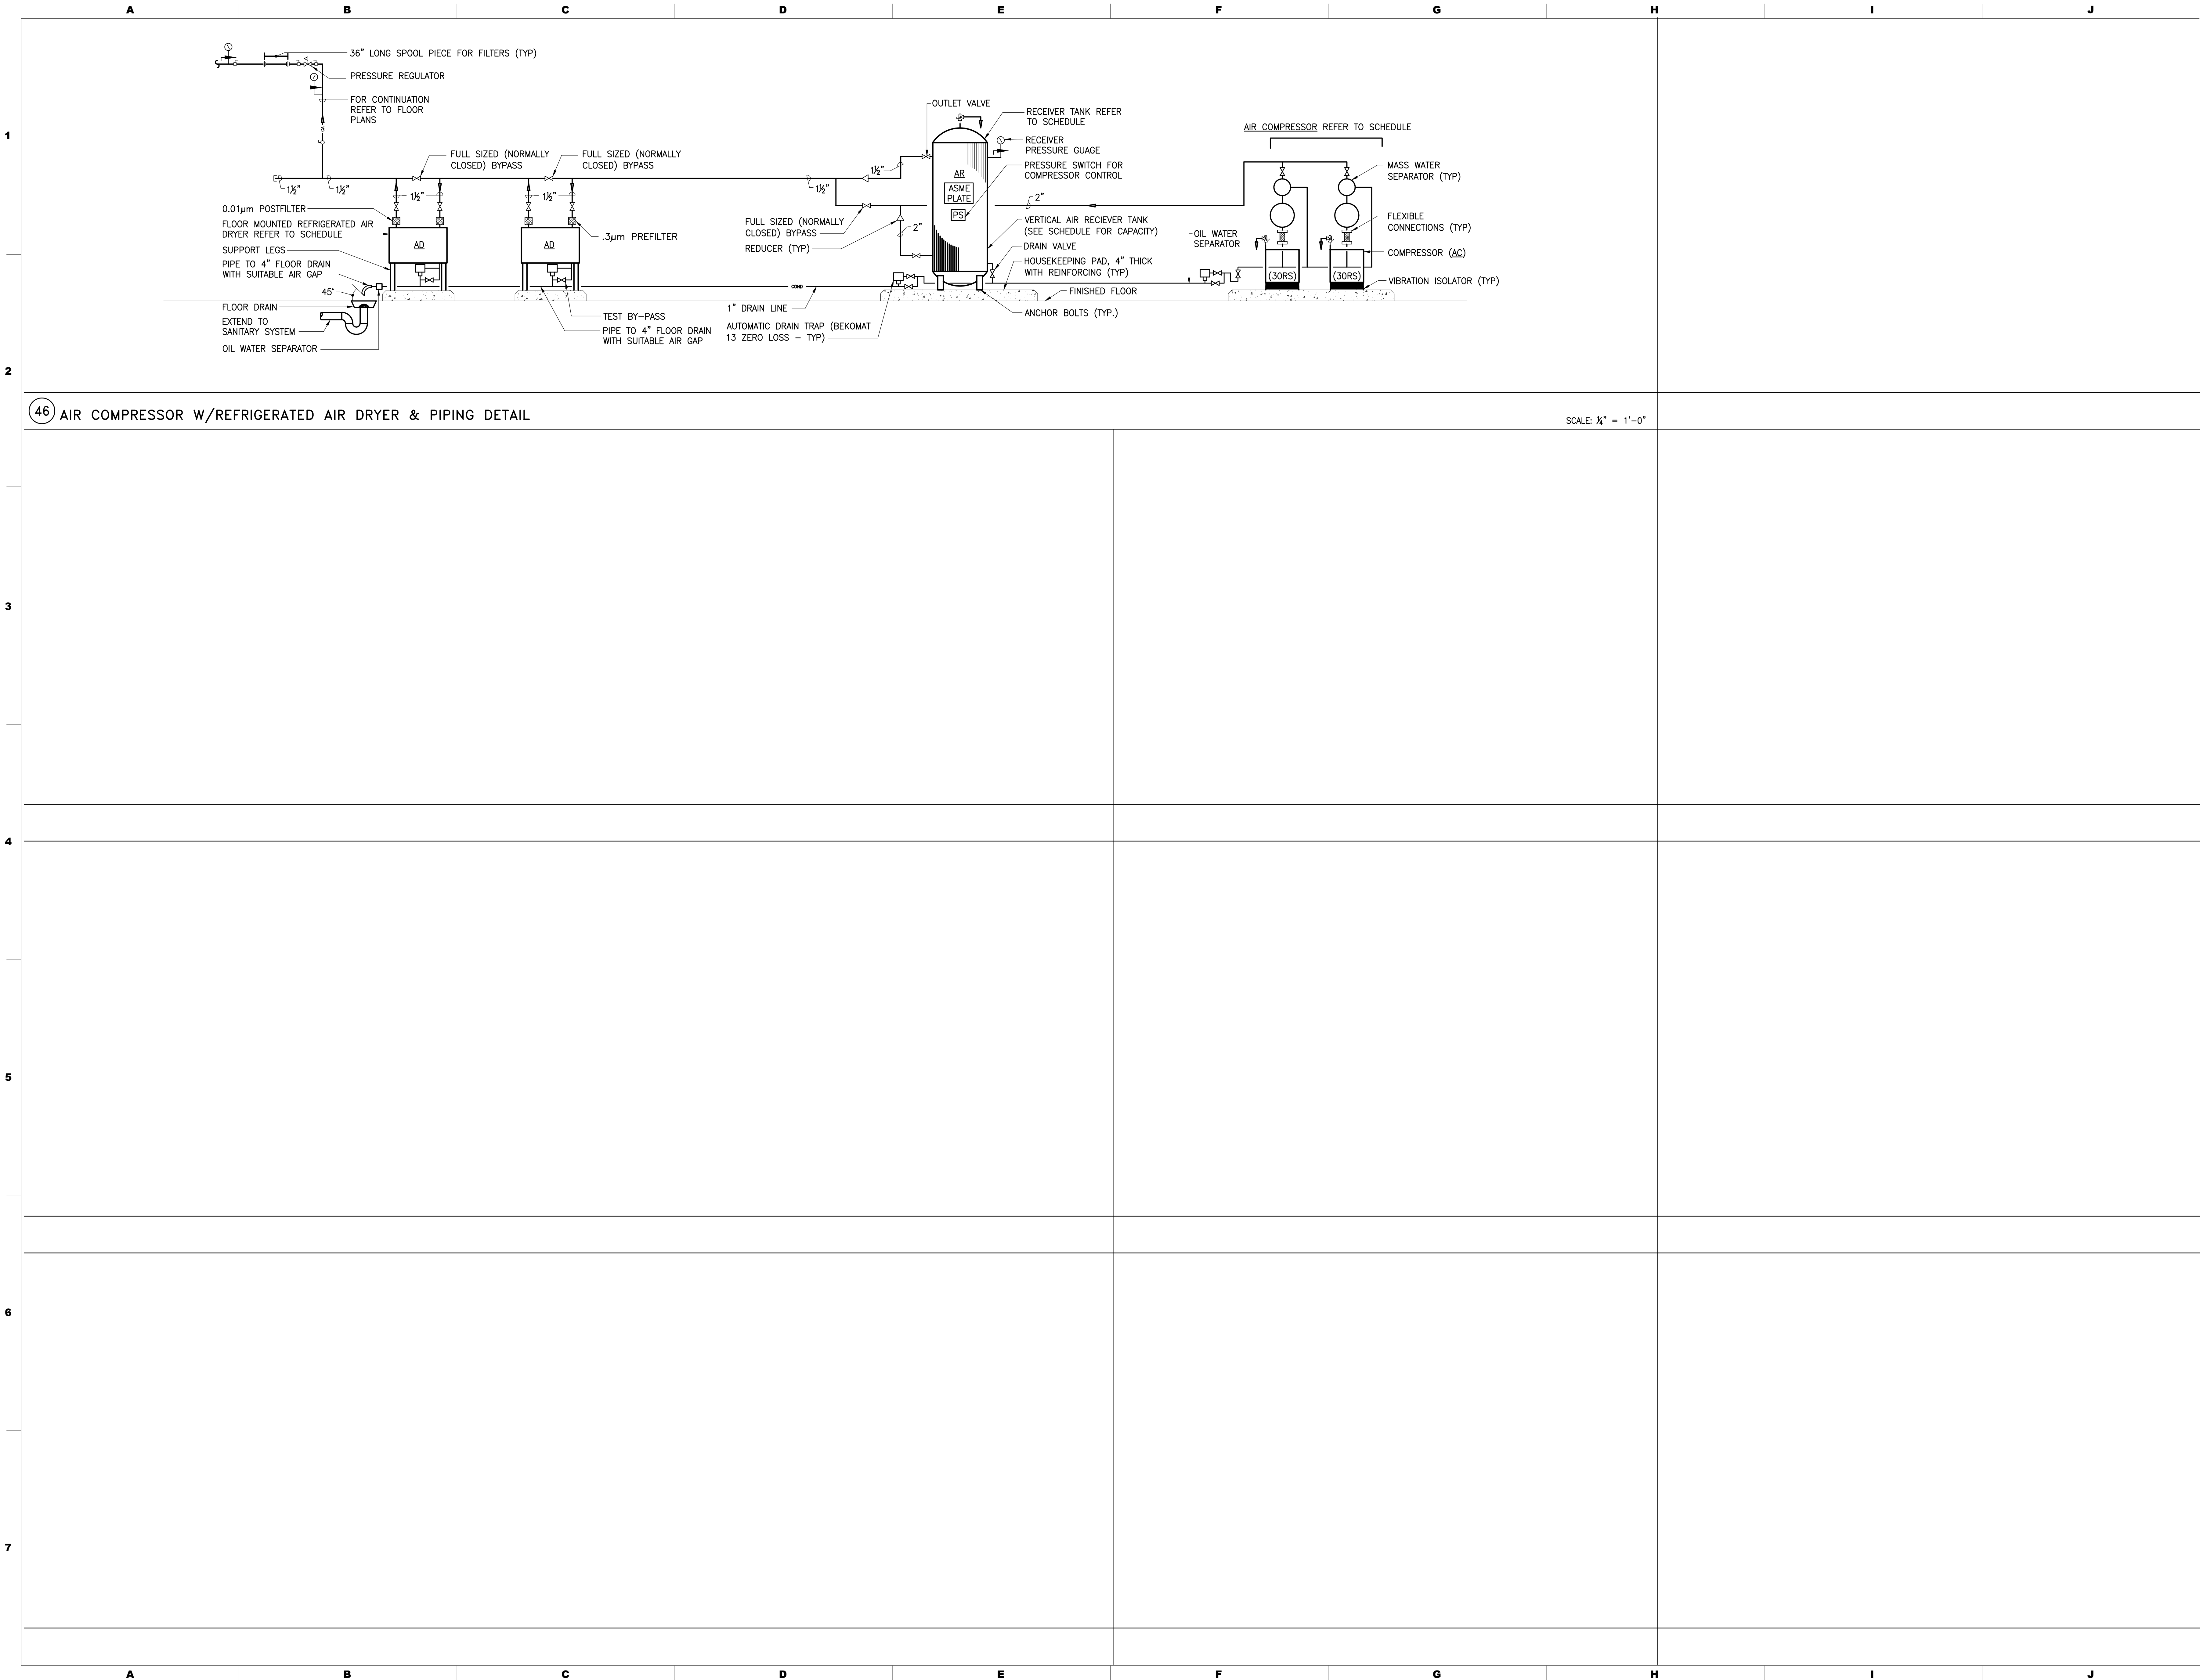 A B C D E F G H I J
36" LONG SPOOL PIECE FOR FILTERS (TYP)
PRESSURE REGULATOR
FOR CONTINUATION
REFER TO FLOOR
PLANS
1
FULL SIZED (NORMALLY
CLOSED) BYPASS
FULL SIZED (NORMALLY
CLOSED) BYPASS
1½"
1½"
1½"
1½"
1½"
1½"
0.01µm POSTFILTER
FLOOR MOUNTED REFRIGERATED AIR
DRYER REFER TO SCHEDULE
SUPPORT LEGS
PIPE TO 4" FLOOR DRAIN
WITH SUITABLE AIR GAP
45°
FLOOR DRAIN
EXTEND TO
SANITARY SYSTEM
OIL WATER SEPARATOR
AD
AD
.3µm PREFILTER
TEST BY-PASS
PIPE TO 4" FLOOR DRAIN
WITH SUITABLE AIR GAP
FULL SIZED (NORMALLY
CLOSED) BYPASS
REDUCER (TYP)
2"
COND
1" DRAIN LINE
AUTOMATIC DRAIN TRAP (BEKOMAT
13 ZERO LOSS - TYP)
OUTLET VALVE
AR
ASME
PLATE
PS
RECEIVER TANK REFER
TO SCHEDULE
RECEIVER
PRESSURE GUAGE
PRESSURE SWITCH FOR
COMPRESSOR CONTROL
2"
VERTICAL AIR RECIEVER TANK
(SEE SCHEDULE FOR CAPACITY)
DRAIN VALVE
HOUSEKEEPING PAD, 4" THICK
WITH REINFORCING (TYP)
FINISHED FLOOR
ANCHOR BOLTS (TYP.)
OIL WATER
SEPARATOR
AIR COMPRESSOR REFER TO SCHEDULE
MASS WATER
SEPARATOR (TYP)
FLEXIBLE
CONNECTIONS (TYP)
COMPRESSOR (AC)
(30RS)
(30RS)
VIBRATION ISOLATOR (TYP)
2
46 AIR COMPRESSOR W/REFRIGERATED AIR DRYER & PIPING DETAIL
SCALE: ¼" = 1'-0"
3
4
5
6
7
A B C D E F G H I J